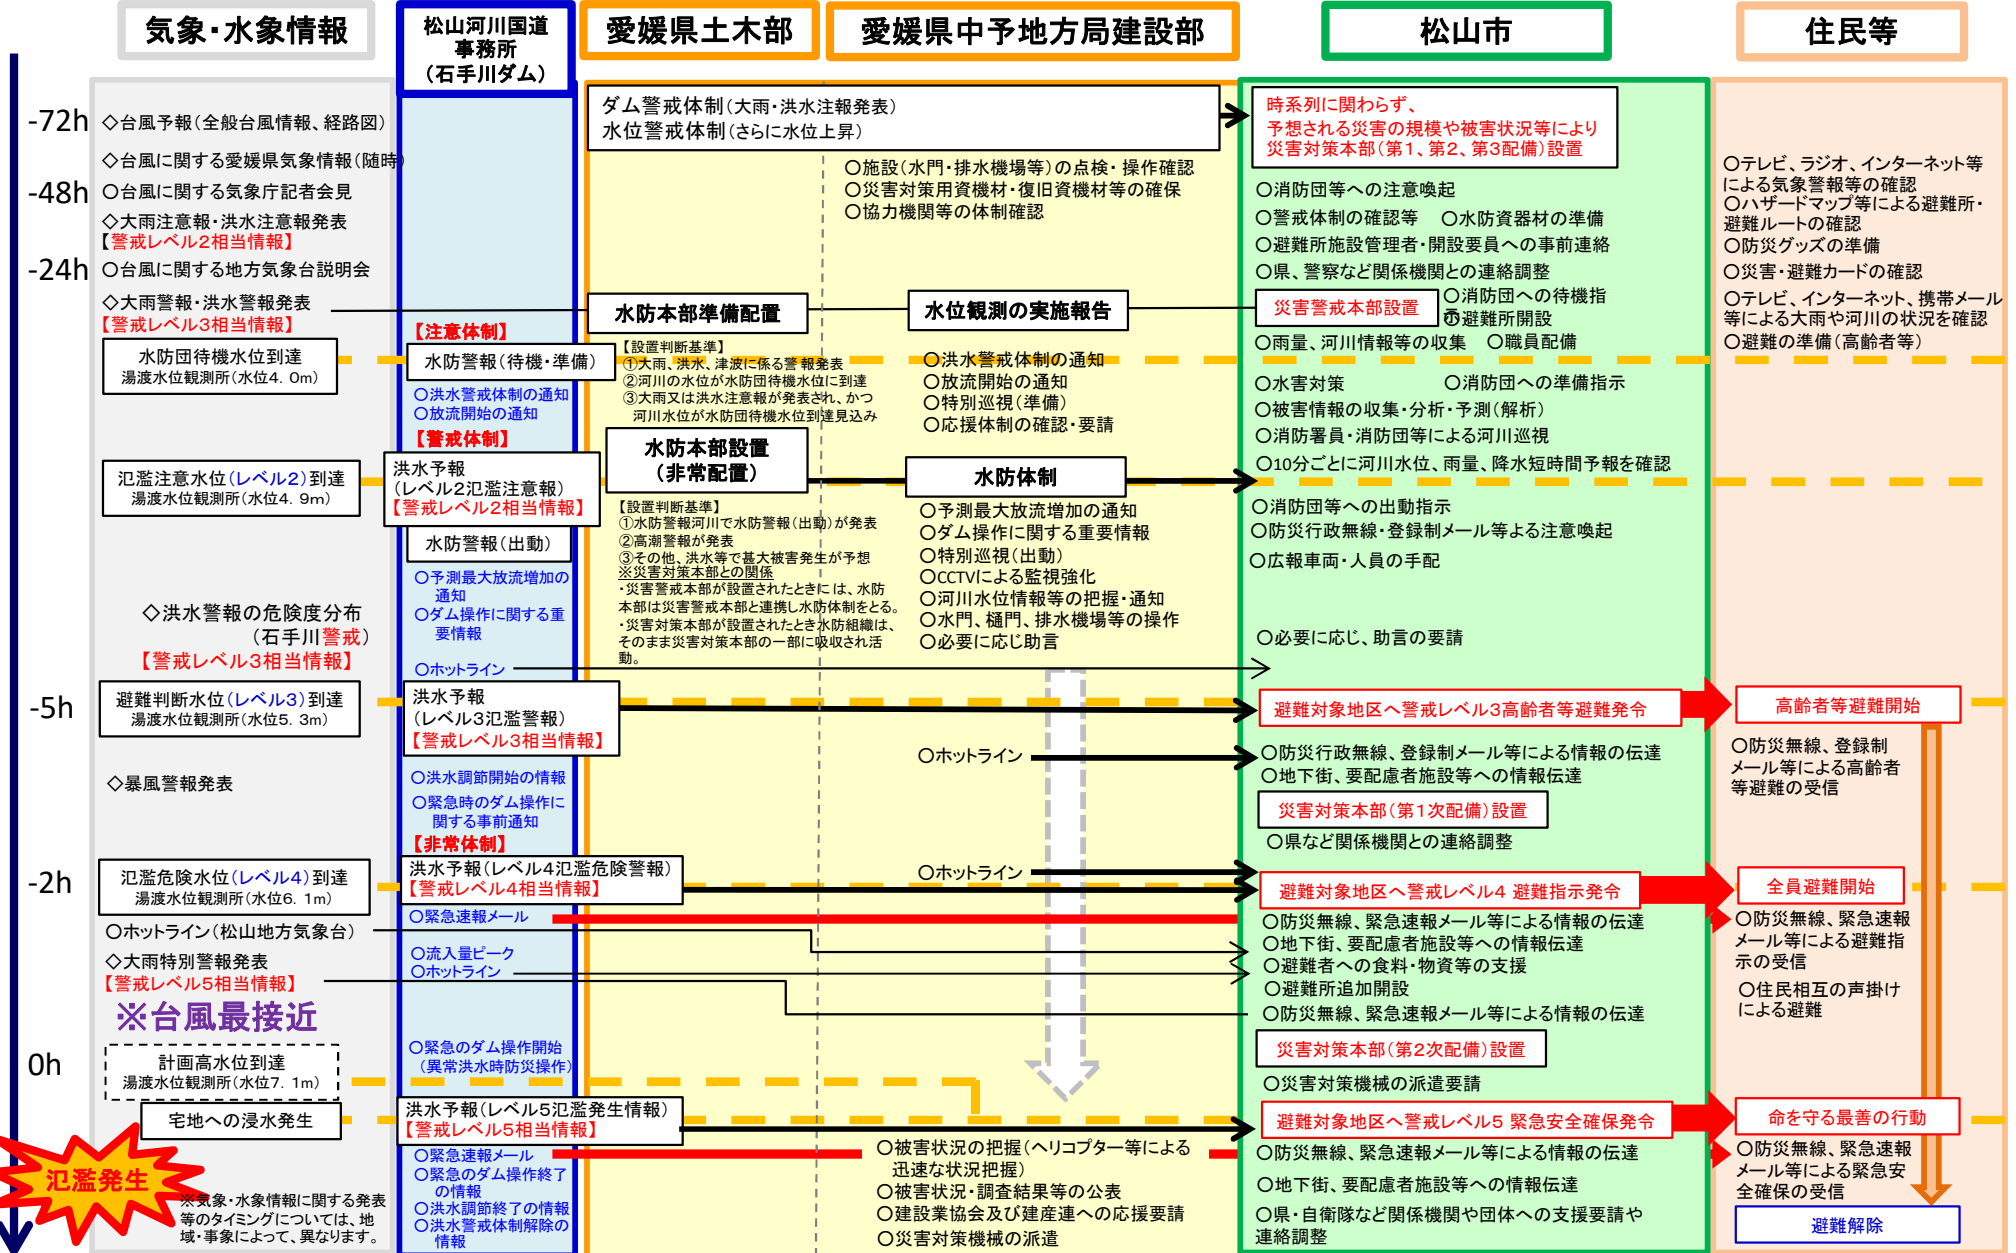 気象・水象情報
松山河川国道
事務所
（石手川ダム）
愛媛県土木部
愛媛県中予地方局建設部
松山市
住民等
-72h
-48h
-24h
-5h
-2h
0h
◇台風予報（全般台風情報、経路図）
◇台風に関する愛媛県気象情報（随時）
〇台風に関する気象庁記者会見
◇大雨注意報・洪水注意報発表
【警戒レベル2相当情報】
〇台風に関する地方気象台説明会
◇大雨警報・洪水警報発表
【警戒レベル3相当情報】
水防団待機水位到達
湯渡水位観測所（水位4．0m）
氾濫注意水位（レベル2）到達
湯渡水位観測所（水位4．9m）
◇洪水警報の危険度分布
（石手川警戒）
【警戒レベル3相当情報】
避難判断水位（レベル3）到達
湯渡水位観測所（水位5．3m）
◇暴風警報発表
氾濫危険水位（レベル4）到達
湯渡水位観測所（水位6．1m）
〇ホットライン（松山地方気象台）
◇大雨特別警報発表
【警戒レベル5相当情報】
※台風最接近
計画高水位到達
湯渡水位観測所（水位7．1m）
宅地への浸水発生
氾濫発生
※気象・水象情報に関する発表
等のタイミングについては、地
域・事象によって、異なります。
【注意体制】
水防警報（待機・準備）
〇洪水警戒体制の通知
〇放流開始の通知
【警戒体制】
洪水予報
（レベル2氾濫注意報）
【警戒レベル2相当情報】
水防警報（出動）
〇予測最大放流増加の
通知
〇ダム操作に関する重
要情報
〇ホットライン
洪水予報
（レベル3氾濫警報）
【警戒レベル3相当情報】
〇洪水調節開始の情報
〇緊急時のダム操作に
関する事前通知
【非常体制】
洪水予報（レベル4氾濫危険警報）
【警戒レベル4相当情報】
〇緊急速報メール
〇流入量ピーク
〇ホットライン
〇緊急のダム操作開始
（異常洪水時防災操作）
洪水予報（レベル5氾濫発生情報）
【警戒レベル5相当情報】
〇緊急速報メール
〇緊急のダム操作終了
の情報
〇洪水調節終了の情報
〇洪水警戒体制解除の
情報
ダム警戒体制（大雨・洪水注報発表）
水位警戒体制（さらに水位上昇）
水防本部準備配置
【設置判断基準】
①大雨、洪水、津波に係る警報発表
②河川の水位が水防団待機水位に到達
③大雨又は洪水注意報が発表され、かつ
河川水位が水防団待機水位到達見込み
水防本部設置
（非常配置）
【設置判断基準】
①水防警報河川で水防警報（出動）が発表
②高潮警報が発表
③その他、洪水等で甚大被害発生が予想
※災害対策本部との関係
・災害警戒本部が設置されたときには、水防
本部は災害警戒本部と連携し水防体制をとる。
・災害対策本部が設置されたとき水防組織は、
そのまま災害対策本部の一部に吸収され活
動。
〇施設（水門・排水機場等）の点検・操作確認
〇災害対策用資機材・復旧資機材等の確保
〇協力機関等の体制確認
水位観測の実施報告
〇洪水警戒体制の通知
〇放流開始の通知
〇特別巡視（準備）
〇応援体制の確認・要請
水防体制
〇予測最大放流増加の通知
〇ダム操作に関する重要情報
〇特別巡視（出動）
〇CCTVによる監視強化
〇河川水位情報等の把握・通知
〇水門、樋門、排水機場等の操作
〇必要に応じ助言
〇ホットライン
〇ホットライン
〇被害状況の把握（ヘリコプター等による
迅速な状況把握）
〇被害状況・調査結果等の公表
〇建設業協会及び建産連への応援要請
〇災害対策機械の派遣
時系列に関わらず、
予想される災害の規模や被害状況等により
災害対策本部（第1、第2、第3配備）設置
〇消防団等への注意喚起
〇警戒体制の確認等　〇水防資器材の準備
〇避難所施設管理者・開設要員への事前連絡
〇県、警察など関係機関との連絡調整
災害警戒本部設置
〇消防団への待機指
示
〇避難所開設
〇雨量、河川情報等の収集　〇職員配備
〇水害対策　〇消防団への準備指示
〇被害情報の収集・分析・予測（解析）
〇消防署員・消防団等による河川巡視
〇10分ごとに河川水位、雨量、降水短時間予報を確認
〇消防団等への出動指示
〇防災行政無線・登録制メール等よる注意喚起
〇広報車両・人員の手配
〇必要に応じ、助言の要請
避難対象地区へ警戒レベル3高齢者等避難発令
〇防災行政無線、登録制メール等による情報の伝達
〇地下街、要配慮者施設等への情報伝達
災害対策本部（第1次配備）設置
〇県など関係機関との連絡調整
避難対象地区へ警戒レベル4 避難指示発令
〇防災無線、緊急速報メール等による情報の伝達
〇地下街、要配慮者施設等への情報伝達
〇避難者への食料・物資等の支援
〇避難所追加開設
〇防災無線、緊急速報メール等による情報の伝達
災害対策本部（第2次配備）設置
〇災害対策機械の派遣要請
避難対象地区へ警戒レベル5 緊急安全確保発令
〇防災無線、緊急速報メール等による情報の伝達
〇地下街、要配慮者施設等への情報伝達
〇県・自衛隊など関係機関や団体への支援要請や
連絡調整
〇テレビ、ラジオ、インターネット等
による気象警報等の確認
〇ハザードマップ等による避難所・
避難ルートの確認
〇防災グッズの準備
〇災害・避難カードの確認
〇テレビ、インターネット、携帯メール
等による大雨や河川の状況を確認
〇避難の準備（高齢者等）
高齢者等避難開始
〇防災無線、登録制
メール等による高齢者
等避難の受信
全員避難開始
〇防災無線、緊急速報
メール等による避難指
示の受信
〇住民相互の声掛け
による避難
命を守る最善の行動
〇防災無線、緊急速報
メール等による緊急安
全確保の受信
避難解除